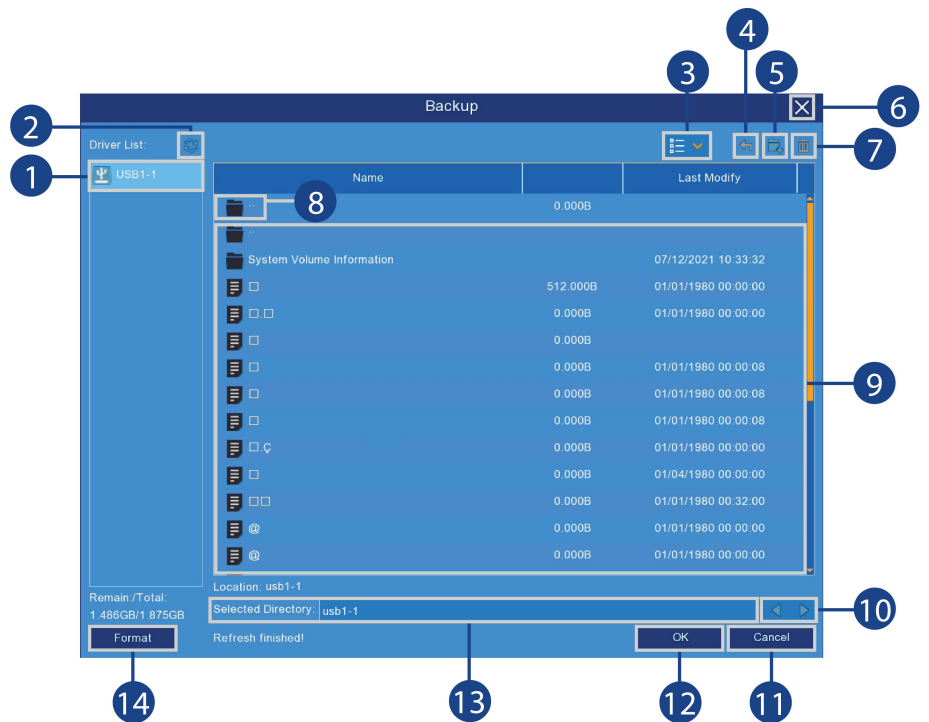 4
3
5
Backup
6
2
Driver List:
7
1
USB1-1
Name
Last Modify
8
.. 0.000B
..
System Volume Information 07/12/2021 10:33:32
□ 512.000B 01/01/1980 00:00:00
□.□ 0.000B 01/01/1980 00:00:00
□ 0.000B
□ 0.000B 01/01/1980 00:00:08
□ 0.000B 01/01/1980 00:00:08
9
□ 0.000B 01/01/1980 00:00:08
□.Ç 0.000B 01/01/1980 00:00:00
□ 0.000B 01/04/1980 00:00:00
□□ 0.000B 01/01/1980 00:32:00
@ 0.000B 01/01/1980 00:00:00
@ 0.000B 01/01/1980 00:00:00
Location: usb1-1
Remain:/Total:
1.486GB/1.875GB
Selected Directory: usb1-1
10
Format
Refresh finished!
OK
Cancel
14
13
12
11